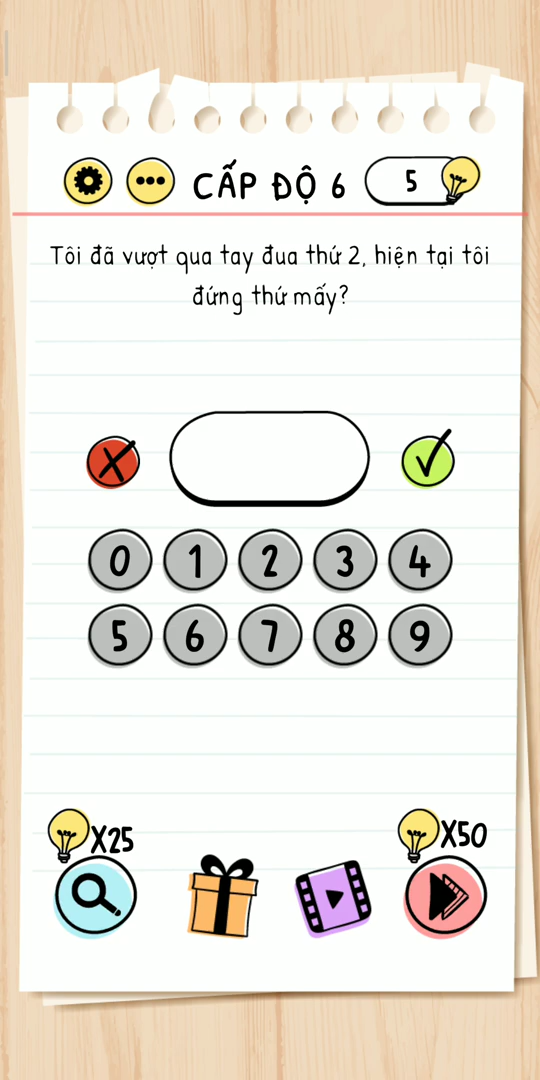 CẤP ĐỘ 6
5
Tôi đã vượt qua tay đua thứ 2, hiện tại tôi
đứng thứ mấy?
0 1 2 3 4
5 6 7 8 9
X25
X50